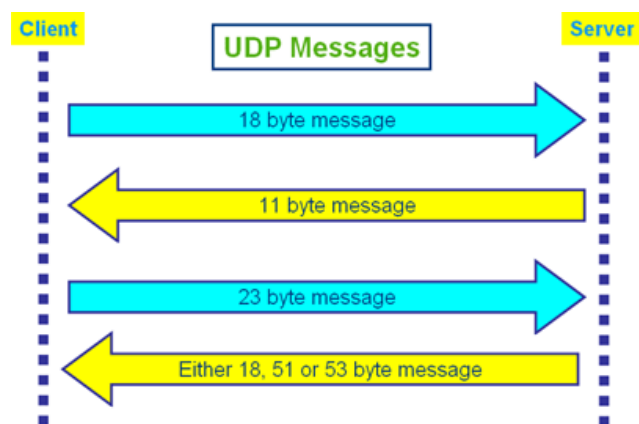 Client
Server
UDP Messages
18 byte message
11 byte message
23 byte message
Either 18, 51 or 53 byte message